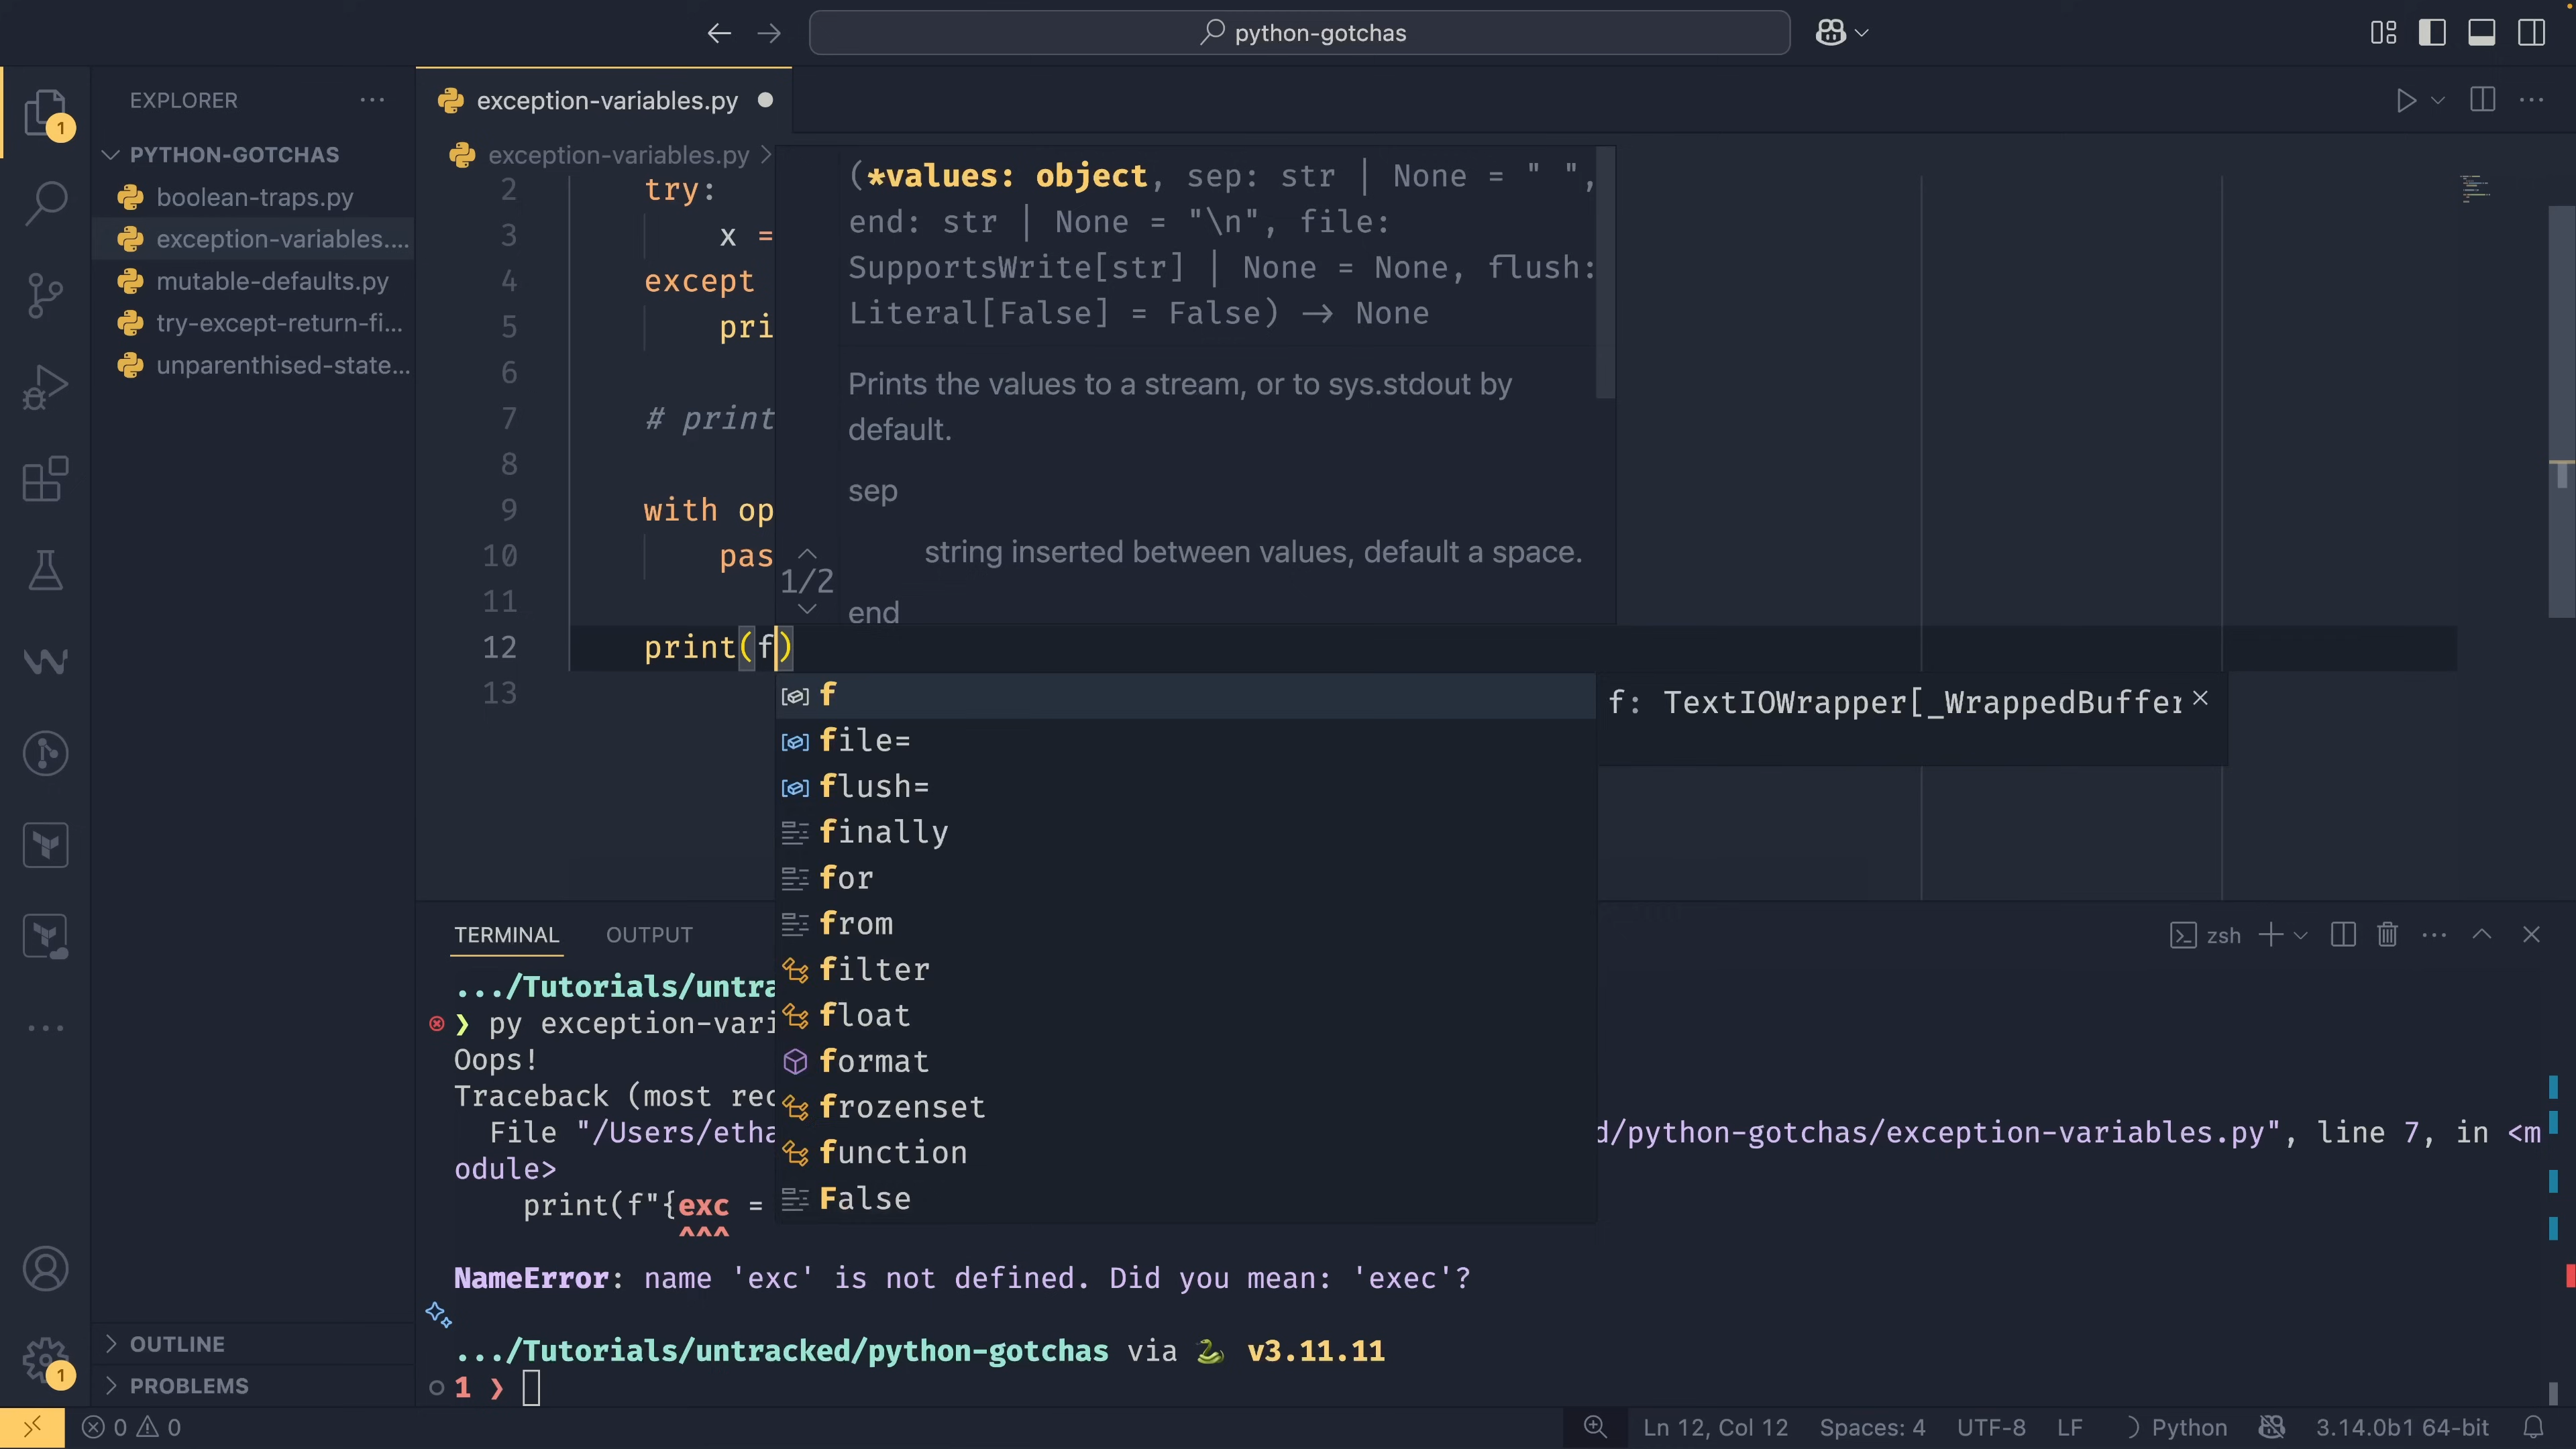 python-gotchas
EXPLORER
1
PYTHON-GOTCHAS
boolean-traps.py
exception-variables....
mutable-defaults.py
try-except-return-fi...
unparenthised-state...
OUTLINE
PROBLEMS
1
exception-variables.py
exception-variables.py
2 try:
3 x =
4 except
5 pri
6
7 # print
8
9 with op
10 pas
11
12 print(f)
13
(*values: object, sep: str | None = " ",
end: str | None = "\n", file:
SupportsWrite[str] | None = None, flush:
Literal[False] = False) → None
Prints the values to a stream, or to sys.stdout by
default.
sep
string inserted between values, default a space.
end
1/2
f
file=
flush=
finally
for
from
filter
float
format
frozenset
function
False
f: TextIOWrapper[_WrappedBuffer
TERMINAL
OUTPUT
zsh
.../Tutorials/untra
❯ py exception-vari
Oops!
Traceback (most rec
File "/Users/etha d/python-gotchas/exception-variables.py", line 7, in <m
odule>
print(f"{exc =
^^^
NameError: name 'exc' is not defined. Did you mean: 'exec'?
.../Tutorials/untracked/python-gotchas via 🐍 v3.11.11
1 ❯
0 0
Ln 12, Col 12
Spaces: 4
UTF-8
LF
Python
3.14.0b1 64-bit